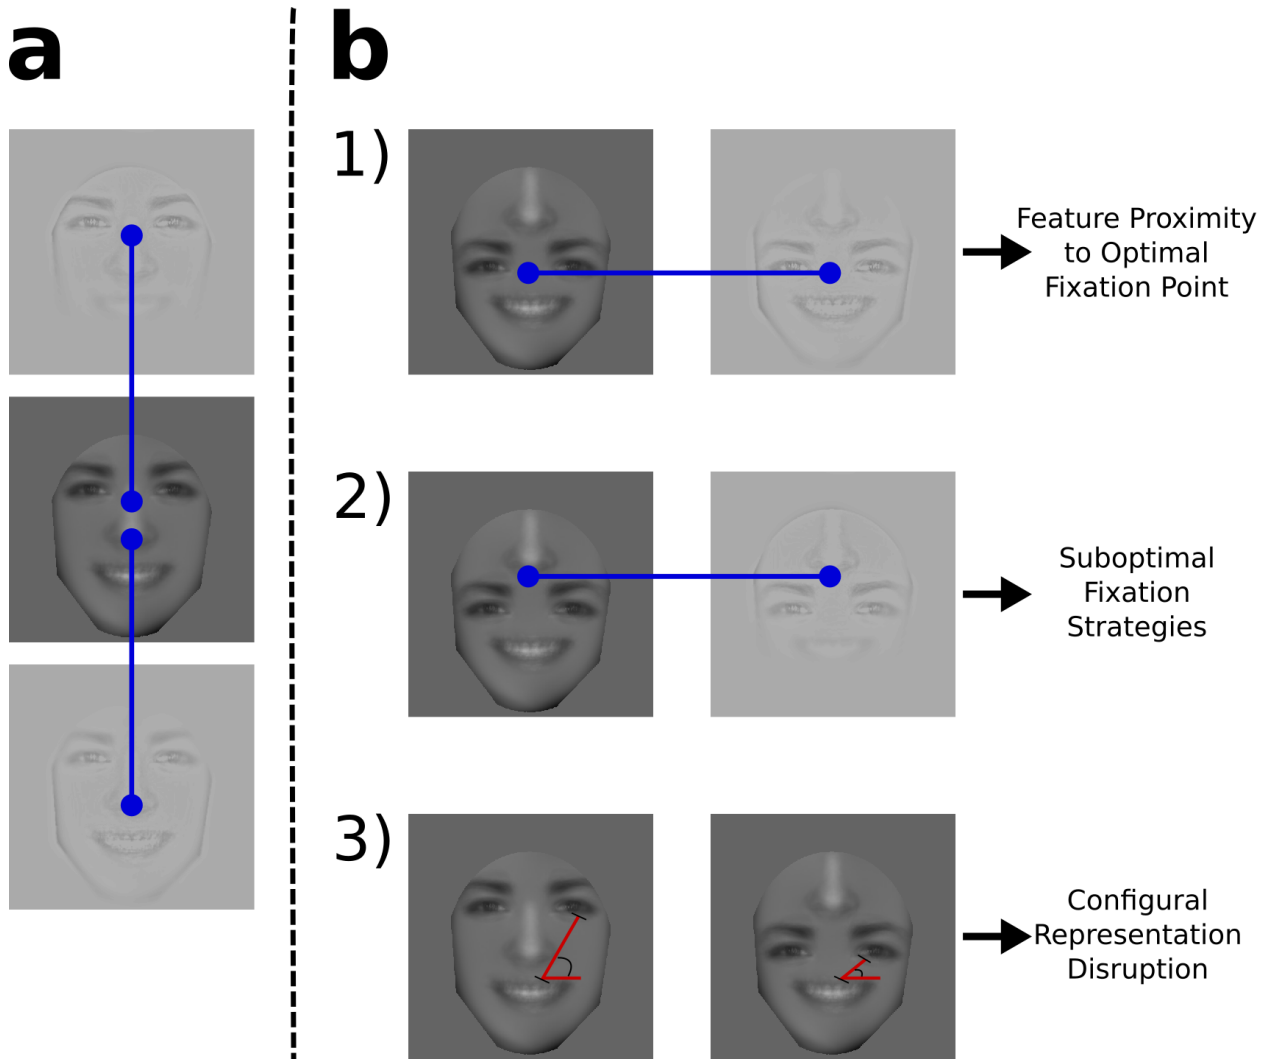 a
b
1)
Feature Proximity
to Optimal
Fixation Point
2)
Suboptimal
Fixation
Strategies
3)
Configural
Representation
Disruption